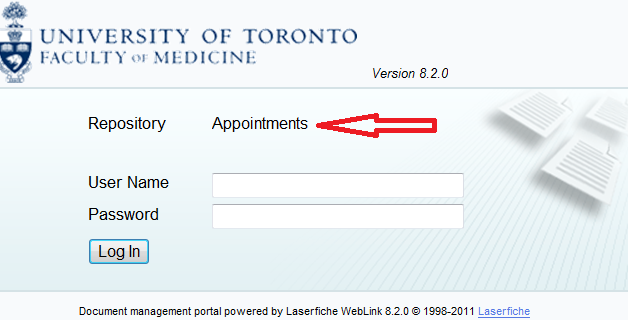 UNIVERSITY OF TORONTO
FACULTY OF MEDICINE
Version 8.2.0
Repository Appointments
User Name
Password
Log In
Document management portal powered by Laserfiche WebLink 8.2.0 © 1998-2011 Laserfiche